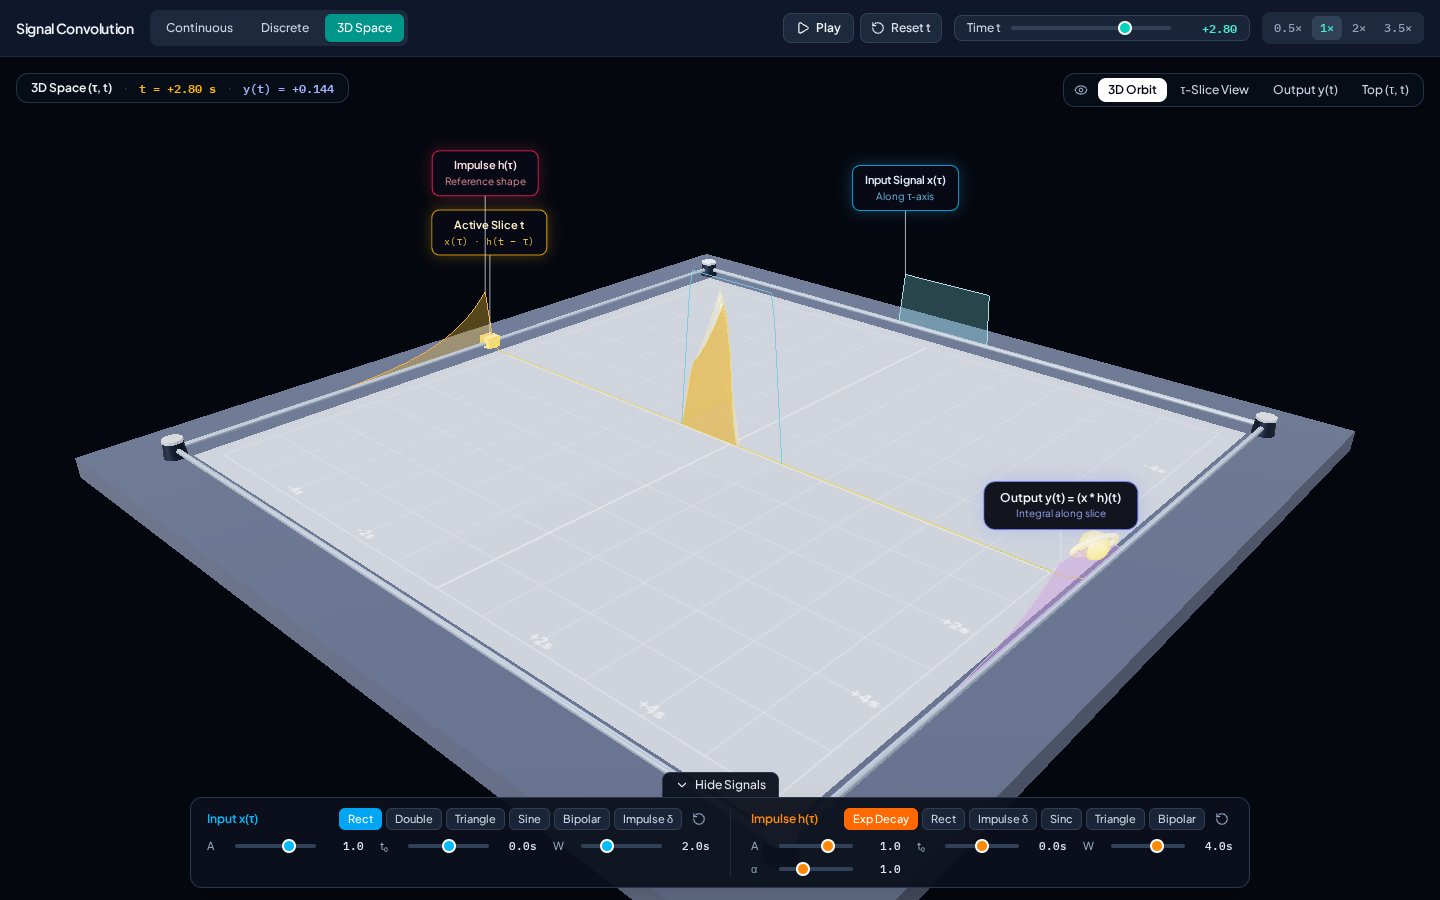 Signal Convolution
Continuous
Discrete
3D Space
Play
Reset t
Time t
+2.80
0.5×
1×
2×
3.5×
3D Space (τ, t) · t = +2.80 s · y(t) = +0.144
3D Orbit
τ-Slice View
Output y(t)
Top (τ, t)
Impulse h(τ)
Reference shape
Input Signal x(τ)
Along τ-axis
Active Slice t
x(τ) · h(t − τ)
-4s
-4s
-2s
Output y(t) = (x * h)(t)
Integral along slice
+2s
+2s
+4s
+4s
Hide Signals
Input x(τ)
Rect
Double
Triangle
Sine
Bipolar
Impulse δ
A
1.0
t₀
0.0s
W
2.0s
Impulse h(τ)
Exp Decay
Rect
Impulse δ
Sinc
Triangle
Bipolar
A
1.0
t₀
0.0s
W
4.0s
α
1.0